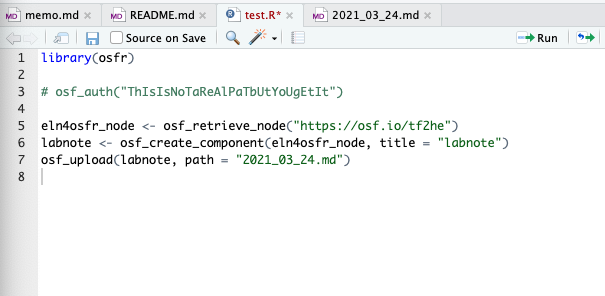 memo.md
README.md
test.R*
2021_03_24.md
Source on Save
Run
1 library(osfr)
2
3 # osf_auth("ThIsIsNoTaReAlPaTbUtYoUgEtIt")
4
5 eln4osfr_node <- osf_retrieve_node("https://osf.io/tf2he")
6 labnote <- osf_create_component(eln4osfr_node, title = "labnote")
7 osf_upload(labnote, path = "2021_03_24.md")
8